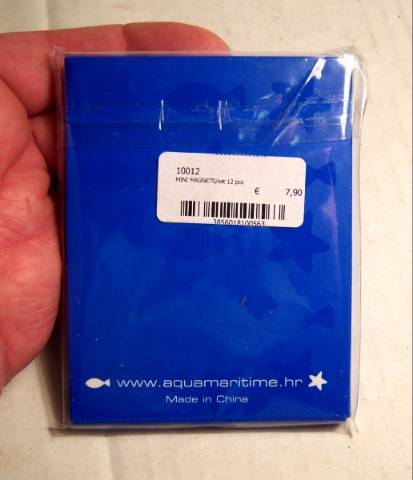 10012
MINI MAGNETS/set 12 pcs
€ 7,90
3856018100563
www.aquamaritime.hr
Made in China